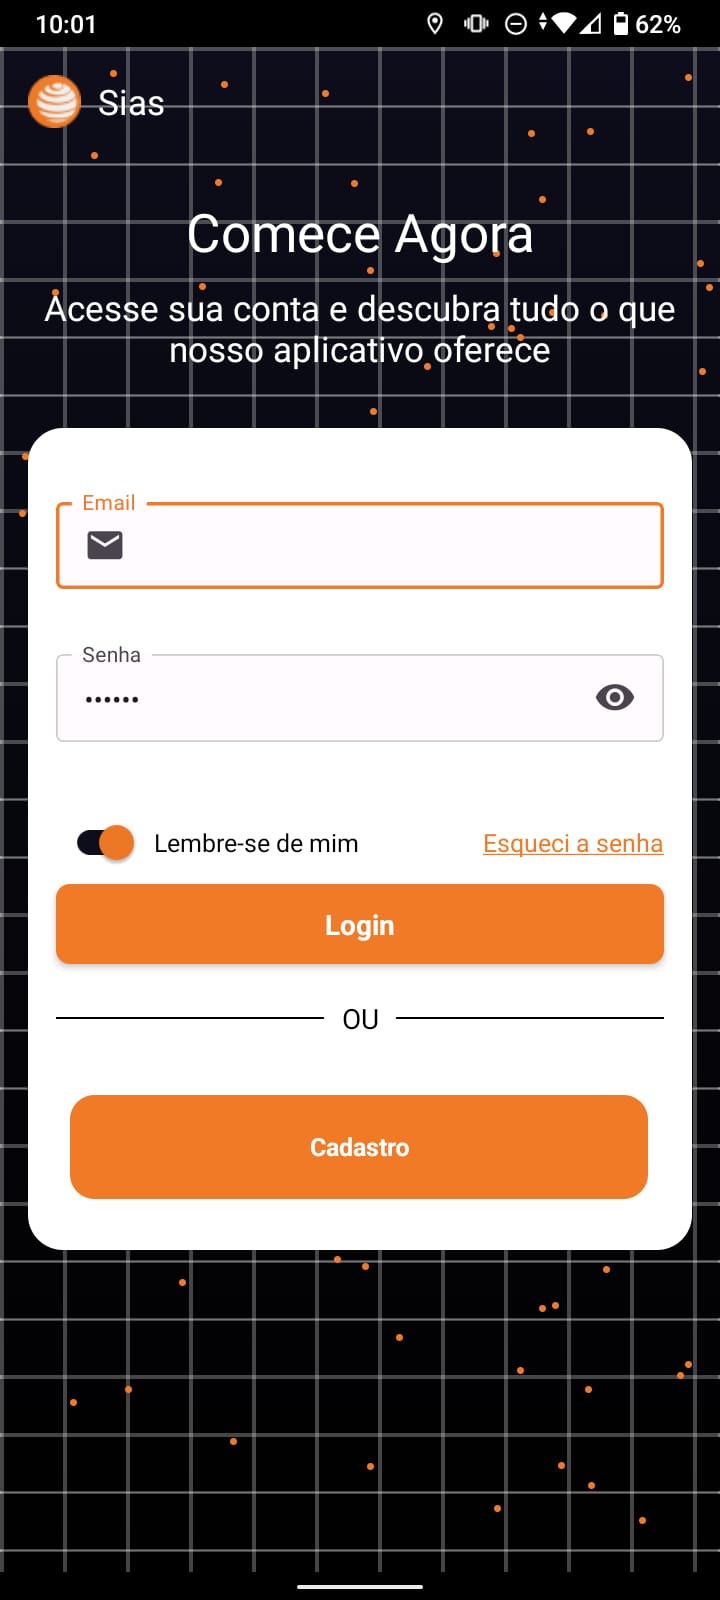 10:01
62%
Sias
Comece Agora
Acesse sua conta e descubra tudo o que
nosso aplicativo oferece
Email
Senha
••••••
Lembre-se de mim
Esqueci a senha
Login
OU
Cadastro